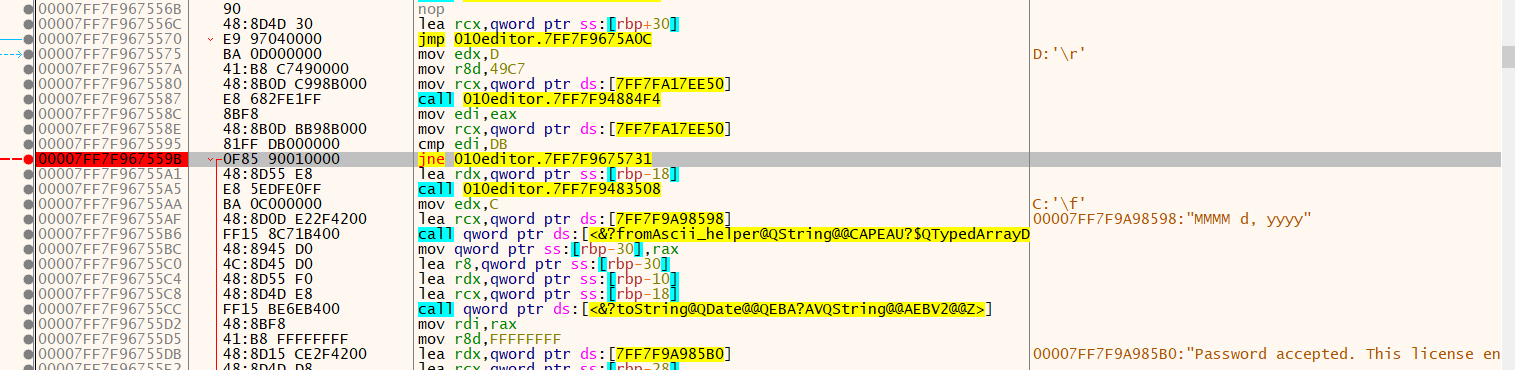 00007FF7F967556B 90 nop
00007FF7F967556C 48:8D4D 30 lea rcx,qword ptr ss:[rbp+30]
00007FF7F9675570 E9 97040000 jmp 010editor.7FF7F9675A0C
00007FF7F9675575 BA 0D000000 mov edx,D D:'\r'
00007FF7F967557A 41:B8 C7490000 mov r8d,49C7
00007FF7F9675580 48:8B0D C998B000 mov rcx,qword ptr ds:[7FF7FA17EE50]
00007FF7F9675587 E8 682FE1FF call 010editor.7FF7F94884F4
00007FF7F967558C 8BF8 mov edi,eax
00007FF7F967558E 48:8B0D BB98B000 mov rcx,qword ptr ds:[7FF7FA17EE50]
00007FF7F9675595 81FF DB000000 cmp edi,DB
00007FF7F967559B 0F85 90010000 jne 010editor.7FF7F9675731
00007FF7F96755A1 48:8D55 E8 lea rdx,qword ptr ss:[rbp-18]
00007FF7F96755A5 E8 5EDFE0FF call 010editor.7FF7F9483508
00007FF7F96755AA BA 0C000000 mov edx,C C:'\f'
00007FF7F96755AF 48:8D0D E22F4200 lea rcx,qword ptr ds:[7FF7F9A98598] 00007FF7F9A98598:"MMMM d, yyyy"
00007FF7F96755B6 FF15 8C71B400 call qword ptr ds:[<&?fromAscii_helper@QString@@CAPEAU?$QTypedArrayD
00007FF7F96755BC 48:8945 D0 mov qword ptr ss:[rbp-30],rax
00007FF7F96755C0 4C:8D45 D0 lea r8,qword ptr ss:[rbp-30]
00007FF7F96755C4 48:8D55 F0 lea rdx,qword ptr ss:[rbp-10]
00007FF7F96755C8 48:8D4D E8 lea rcx,qword ptr ss:[rbp-18]
00007FF7F96755CC FF15 BE6EB400 call qword ptr ds:[<&?toString@QDate@@QEBA?AVQString@@AEBV2@@Z>]
00007FF7F96755D2 48:8BF8 mov rdi,rax
00007FF7F96755D5 41:B8 FFFFFFFF mov r8d,FFFFFFFF
00007FF7F96755DB 48:8D15 CE2F4200 lea rdx,qword ptr ds:[7FF7F9A985B0] 00007FF7F9A985B0:"Password accepted. This license en
00007FF7F96755E2 48:8D4D D8 lea rcx,qword ptr ss:[rbp-28]